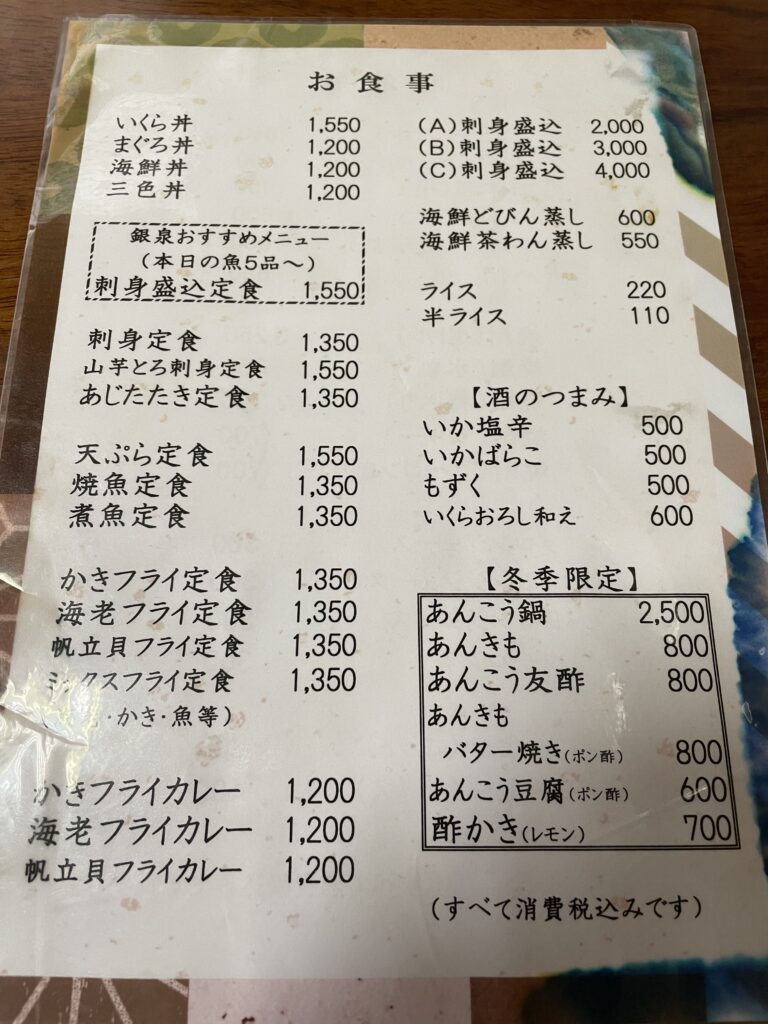 お食事
いくら丼 1,550
まぐろ丼 1,200
海鮮丼 1,200
三色丼 1,200
銀泉おすすめメニュー
(本日の魚5品～)
刺身盛込定食 1,550
刺身定食 1,350
山芋とろ刺身定食 1,550
あじたたき定食 1,350
天ぷら定食 1,550
焼魚定食 1,350
煮魚定食 1,350
かきフライ定食 1,350
海老フライ定食 1,350
帆立貝フライ定食 1,350
ミックスフライ定食 1,350
・かき・魚等)
かきフライカレー 1,200
海老フライカレー 1,200
帆立貝フライカレー 1,200
(A)刺身盛込 2,000
(B)刺身盛込 3,000
(C)刺身盛込 4,000
海鮮どびん蒸し 600
海鮮茶わん蒸し 550
ライス 220
半ライス 110
【酒のつまみ】
いか塩辛 500
いかばらこ 500
もずく 500
いくらおろし和え 600
【冬季限定】
あんこう鍋 2,500
あんきも 800
あんこう友酢 800
あんきも
バター焼き(ポン酢) 800
あんこう豆腐(ポン酢) 600
酢かき(レモン) 700
(すべて消費税込みです)